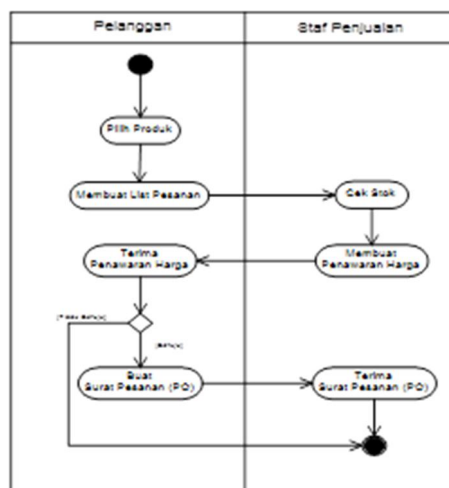 Pelanggan
Staf Penjualan
Pilih Produk
Membuat List Pesanan
Cek Stok
Terima
Penawaran Harga
Membuat
Penawaran Harga
Buat
Surat Pesanan (PO)
Terima
Surat Pesanan (PO)